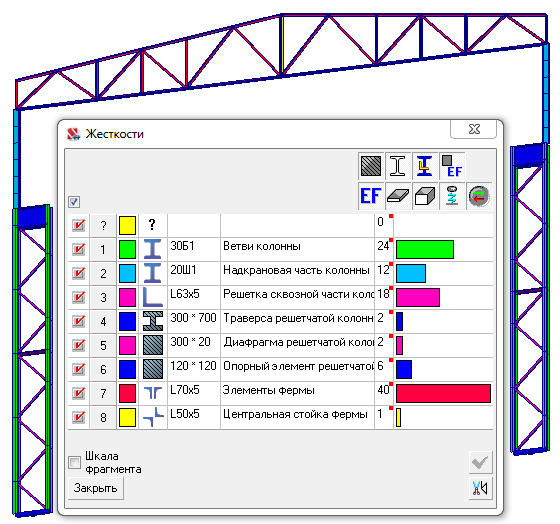 Жесткости
EF
EF
? ? 0
1 30Б1 Ветви колонны 24
2 20Ш1 Надкрановая часть колонны 12
3 L63x5 Решетка сквозной части коло 18
4 300 * 700 Траверса решетчатой колонн 2
5 300 * 20 Диафрагма решетчатой коло 2
6 120 * 120 Опорный элемент решетчатой 6
7 L70x5 Элементы фермы 40
8 L50x5 Центральная стойка фермы 1
Шкала
фрагмента
Закрыть